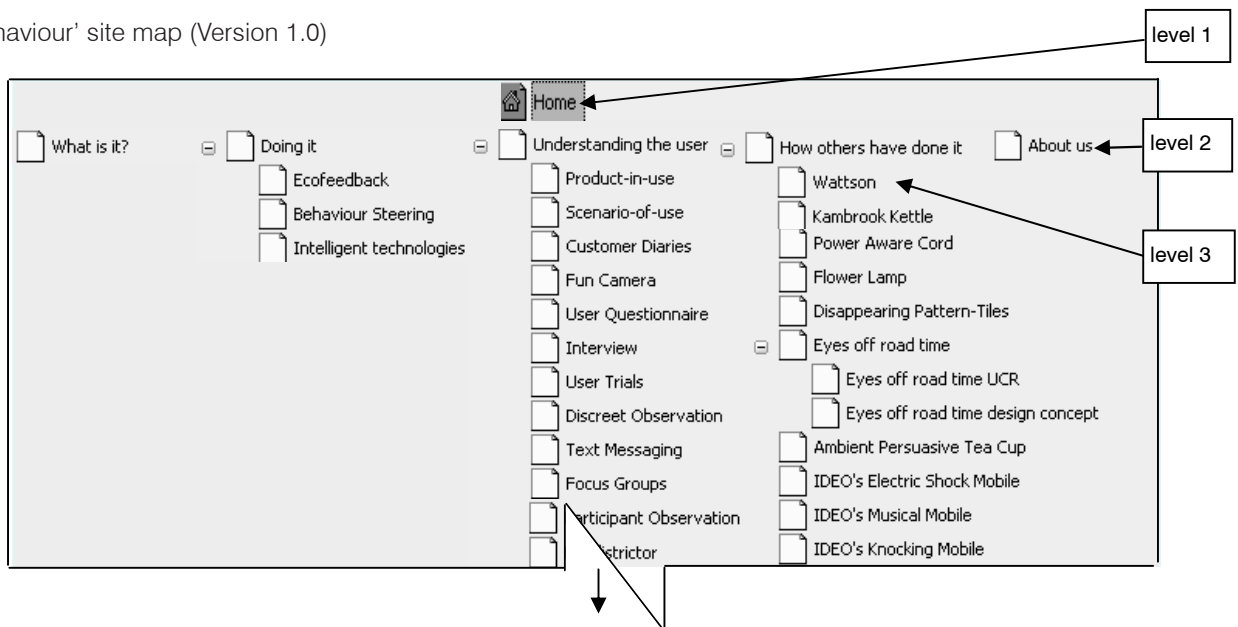 haviour’ site map (Version 1.0)
level 1
Home
What is it?
Doing it
Understanding the user
How others have done it
About us
level 2
Ecofeedback
Behaviour Steering
Intelligent technologies
Product-in-use
Scenario-of-use
Customer Diaries
Fun Camera
User Questionnaire
Interview
User Trials
Discreet Observation
Text Messaging
Focus Groups
articipant Observation
strictor
Wattson
level 3
Kambrook Kettle
Power Aware Cord
Flower Lamp
Disappearing Pattern-Tiles
Eyes off road time
Eyes off road time UCR
Eyes off road time design concept
Ambient Persuasive Tea Cup
IDEO's Electric Shock Mobile
IDEO's Musical Mobile
IDEO's Knocking Mobile